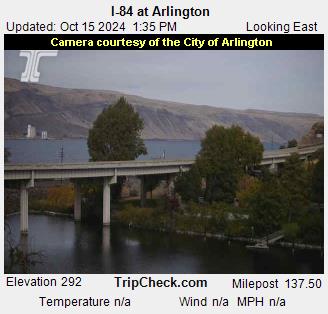 I-84 at Arlington
Updated: Oct 15 2024 1:35 PM Looking East
Camera courtesy of the City of Arlington
Elevation 292 TripCheck.com Milepost 137.50
Temperature n/a Wind n/a MPH n/a